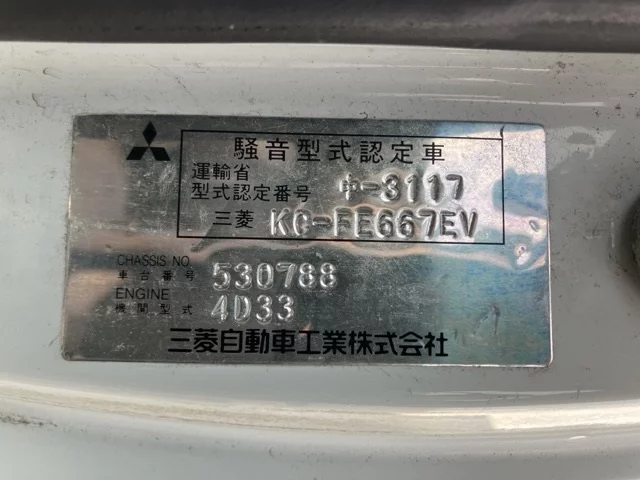 騒音型式認定車
運輸省
型式認定番号 中-3117
三菱 KC-FE667EV
CHASSIS NO.
車台番号 530788
ENGINE
機関型式 4D33
三菱自動車工業株式会社